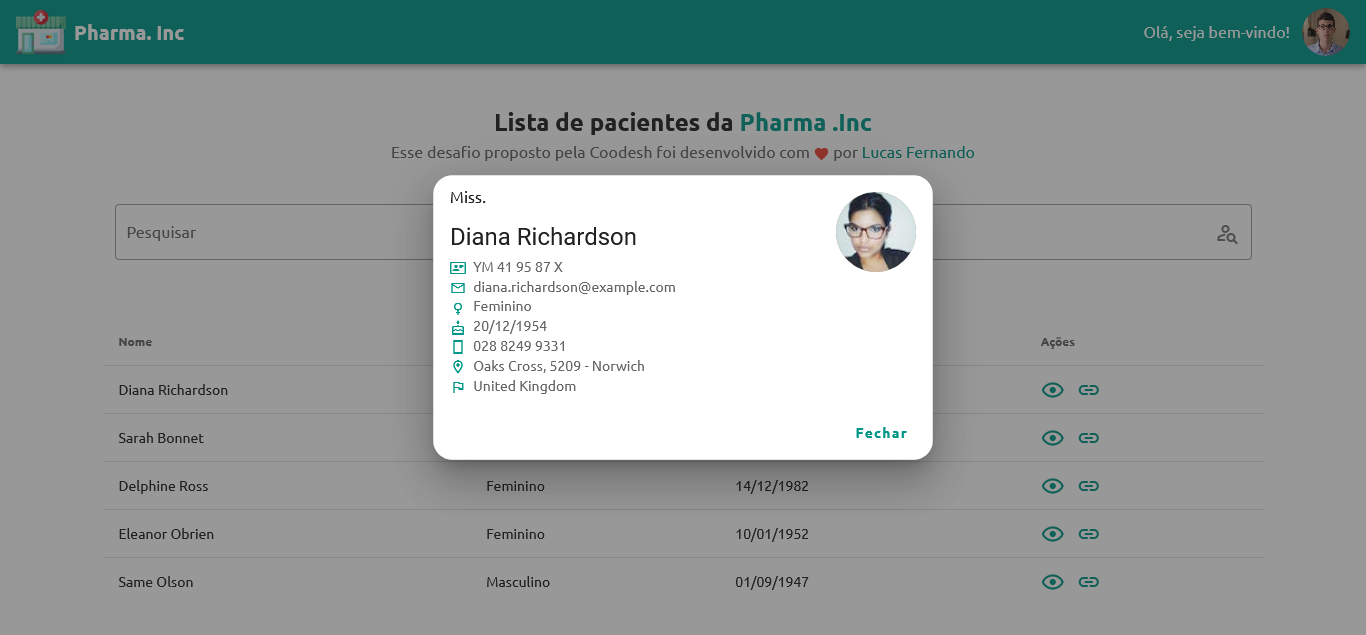 Pharma. Inc
Olá, seja bem-vindo!
Lista de pacientes da Pharma .Inc
Esse desafio proposto pela Coodesh foi desenvolvido com ❤ por Lucas Fernando
Pesquisar
Miss.
Diana Richardson
YM 41 95 87 X
diana.richardson@example.com
Feminino
20/12/1954
028 8249 9331
Oaks Cross, 5209 - Norwich
United Kingdom
Fechar
Nome Ações
Diana Richardson
Sarah Bonnet
Delphine Ross Feminino 14/12/1982
Eleanor Obrien Feminino 10/01/1952
Same Olson Masculino 01/09/1947